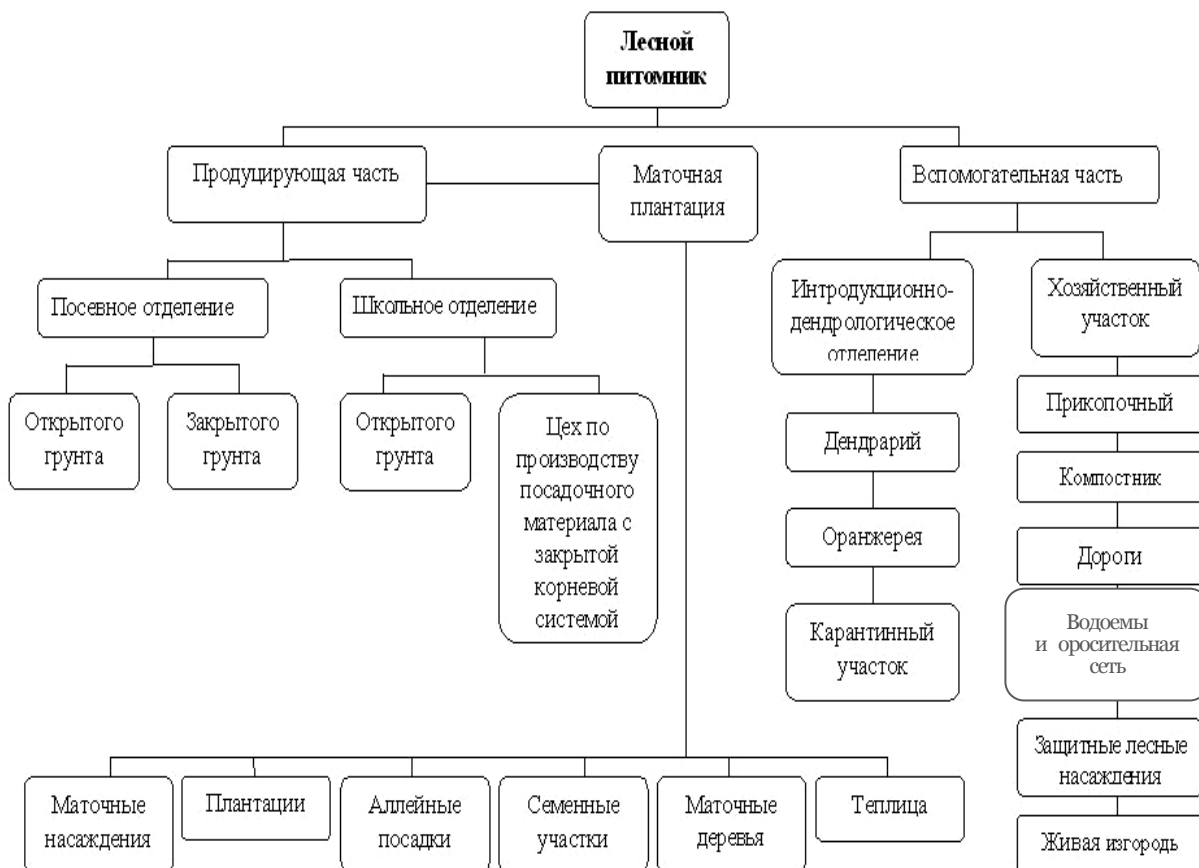 Лесной
питомник
Продуцирующая часть
Маточная
плантация
Вспомогательная часть
Посевное отделение
Школьное отделение
Интродукционно-
дендрологическое
отделение
Хозяйственный
участок
Открытого
грунта
Закрытого
грунта
Открытого
грунта
Цех по
производству
посадочного
материала с
закрытой
корневой
системой
Дендрарий
Оранжерея
Карантинный
участок
Прикопочный
Компостник
Дороги
Водоемы
и оросительная
сеть
Защитные лесные
насаждения
Живая изгородь
Маточные
насаждения
Плантации
Аллейные
посадки
Семенные
участки
Маточные
деревья
Теплица